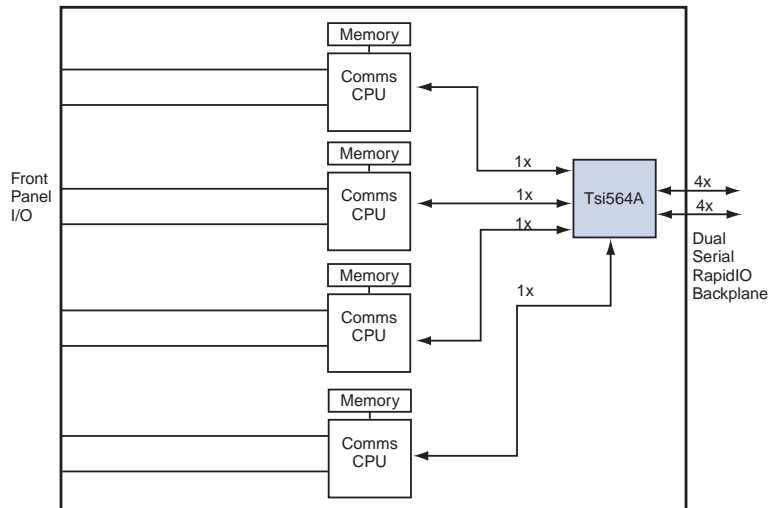 Memory
Comms
CPU
Memory
Comms
CPU
Memory
Comms
CPU
Memory
Comms
CPU
Front
Panel
I/O
1x
1x
1x
1x
Tsi564A
4x
4x
Dual
Serial
RapidIO
Backplane